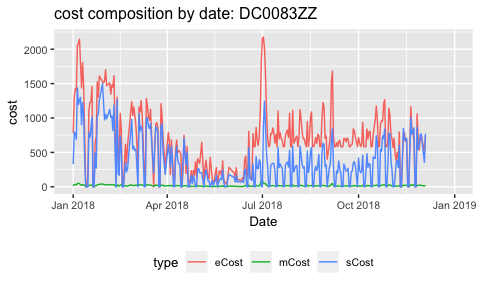 cost composition by date: DC0083ZZ
cost
2000
1500
1000
500
0
Jan 2018 Apr 2018 Jul 2018 Oct 2018 Jan 2019
Date
type eCost mCost sCost